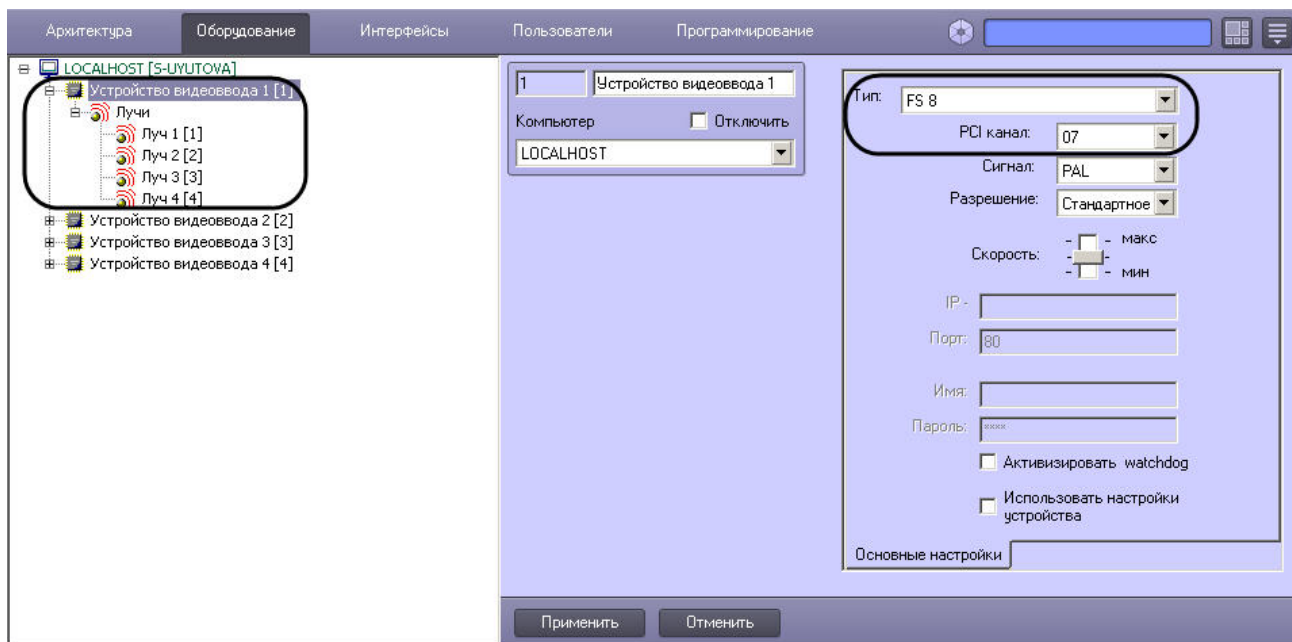 Архитектура Оборудование Интерфейсы Пользователи Программирование
LOCALHOST [S-UYUTOVA]
Устройство видеоввода 1 [1]
Лучи
Луч 1 [1]
Луч 2 [2]
Луч 3 [3]
Луч 4 [4]
Устройство видеоввода 2 [2]
Устройство видеоввода 3 [3]
Устройство видеоввода 4 [4]
1 Устройство видеоввода 1
Компьютер Отключить
LOCALHOST
Тип: FS 8
PCI канал: 07
Сигнал: PAL
Разрешение: Стандартное
Скорость: - - макс
- -
- - мин
IP -
Порт: 80
Имя:
Пароль: ****
Активизировать watchdog
Использовать настройки
устройства
Основные настройки
Применить Отменить